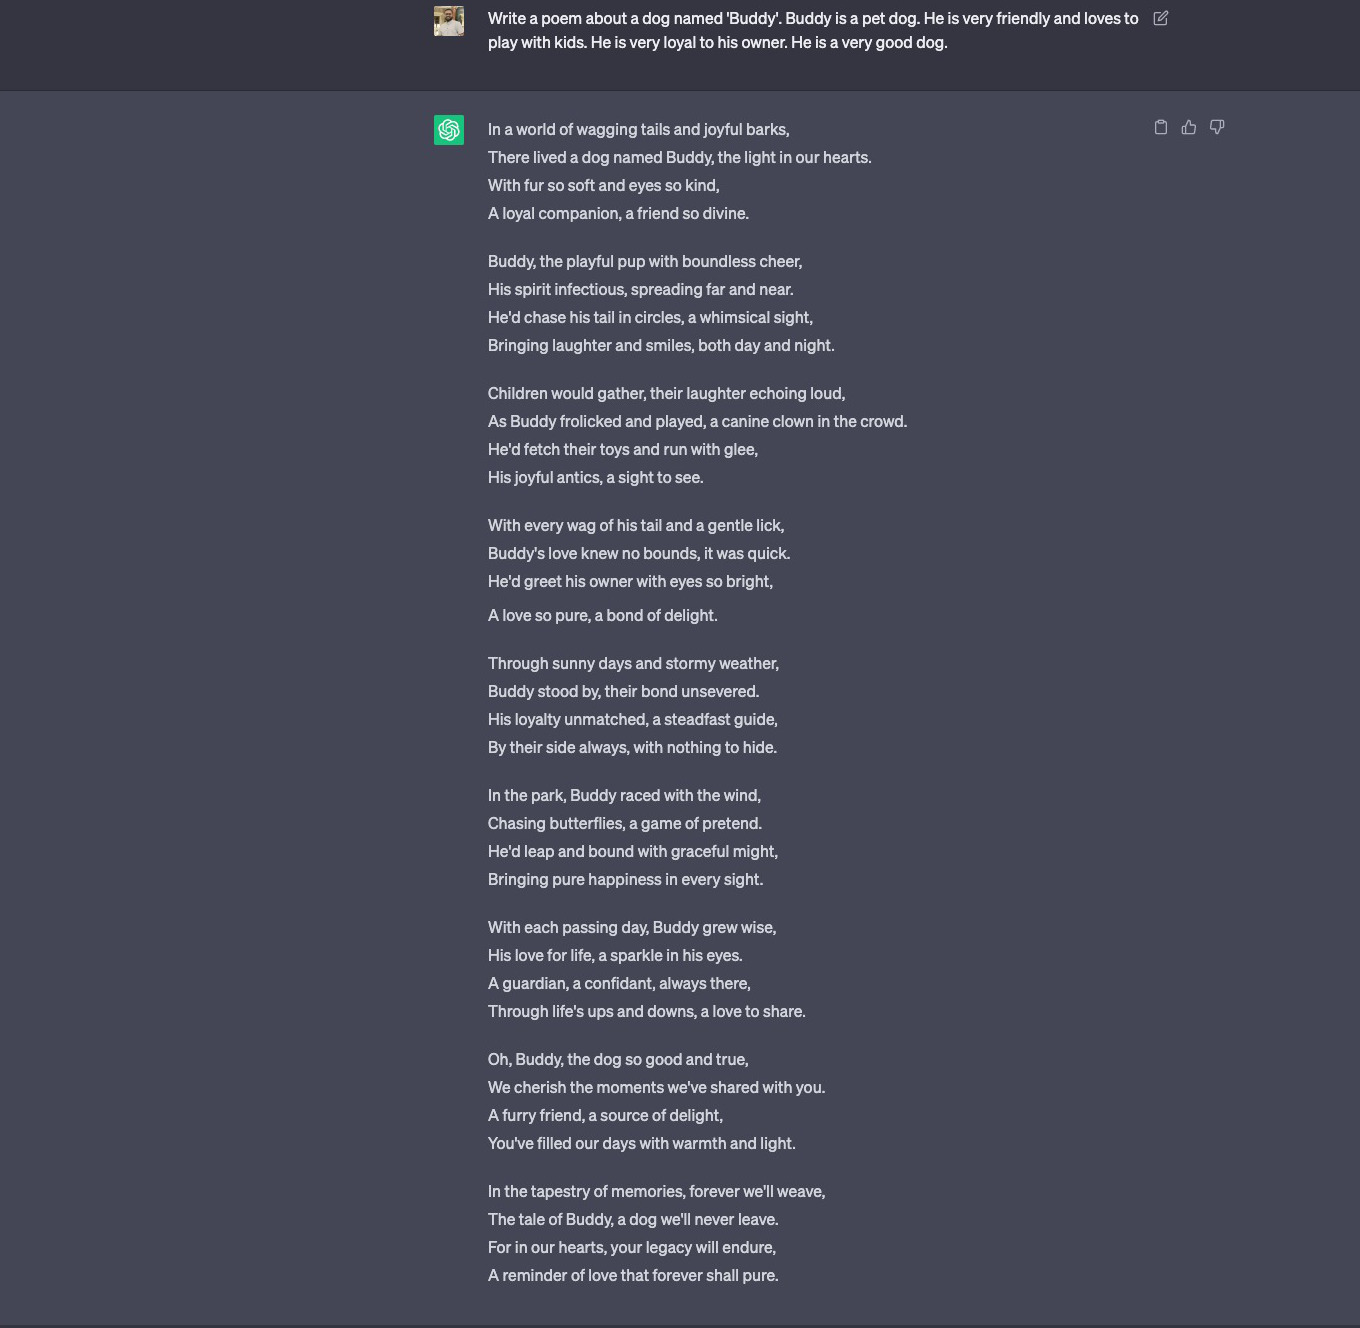 Write a poem about a dog named 'Buddy'. Buddy is a pet dog. He is very friendly and loves to
play with kids. He is very loyal to his owner. He is a very good dog.
In a world of wagging tails and joyful barks,
There lived a dog named Buddy, the light in our hearts.
With fur so soft and eyes so kind,
A loyal companion, a friend so divine.
Buddy, the playful pup with boundless cheer,
His spirit infectious, spreading far and near.
He'd chase his tail in circles, a whimsical sight,
Bringing laughter and smiles, both day and night.
Children would gather, their laughter echoing loud,
As Buddy frolicked and played, a canine clown in the crowd.
He'd fetch their toys and run with glee,
His joyful antics, a sight to see.
With every wag of his tail and a gentle lick,
Buddy's love knew no bounds, it was quick.
He'd greet his owner with eyes so bright,
A love so pure, a bond of delight.
Through sunny days and stormy weather,
Buddy stood by, their bond unsevered.
His loyalty unmatched, a steadfast guide,
By their side always, with nothing to hide.
In the park, Buddy raced with the wind,
Chasing butterflies, a game of pretend.
He'd leap and bound with graceful might,
Bringing pure happiness in every sight.
With each passing day, Buddy grew wise,
His love for life, a sparkle in his eyes.
A guardian, a confidant, always there,
Through life's ups and downs, a love to share.
Oh, Buddy, the dog so good and true,
We cherish the moments we've shared with you.
A furry friend, a source of delight,
You've filled our days with warmth and light.
In the tapestry of memories, forever we'll weave,
The tale of Buddy, a dog we'll never leave.
For in our hearts, your legacy will endure,
A reminder of love that forever shall pure.